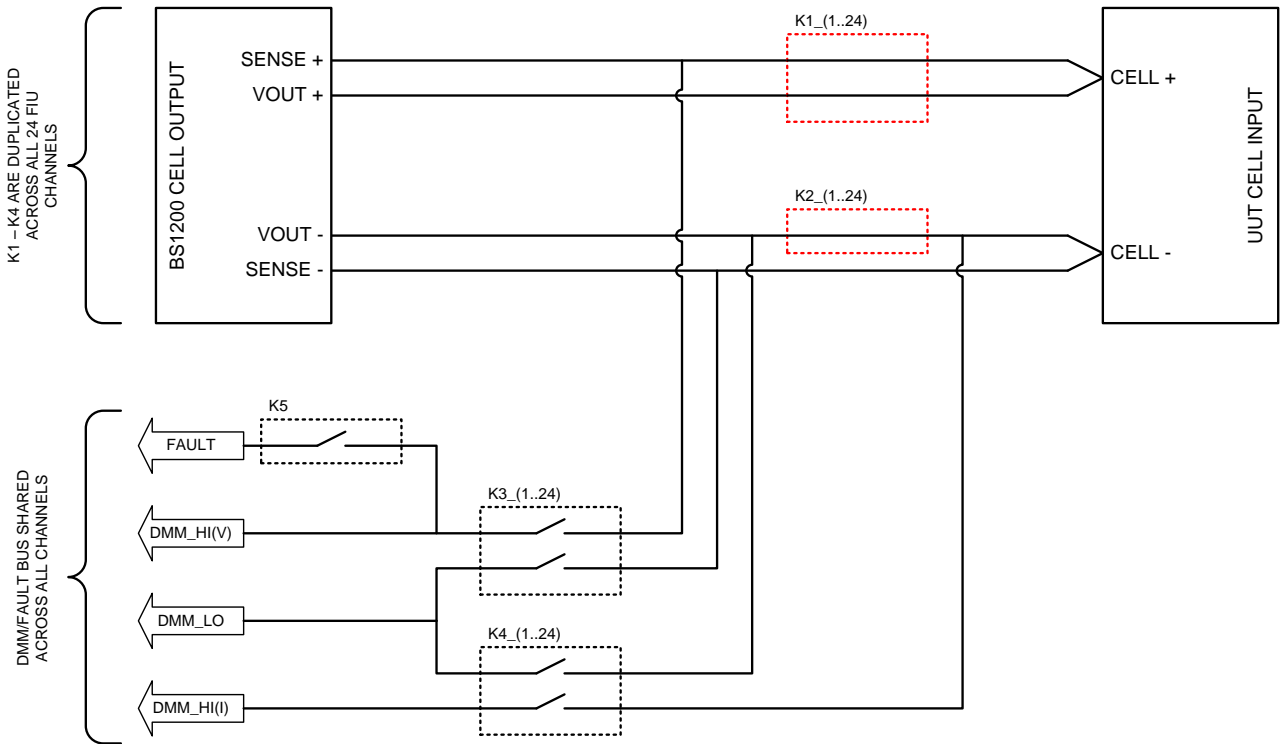 K1 – K4 ARE DUPLICATED
ACROSS ALL 24 FIU
CHANNELS
BS1200 CELL OUTPUT
SENSE +
VOUT +
VOUT -
SENSE -
K1_(1..24)
K2_(1..24)
CELL +
CELL -
UUT CELL INPUT
DMM/FAULT BUS SHARED
ACROSS ALL CHANNELS
K5
FAULT
K3_(1..24)
DMM_HI(V)
DMM_LO
K4_(1..24)
DMM_HI(I)